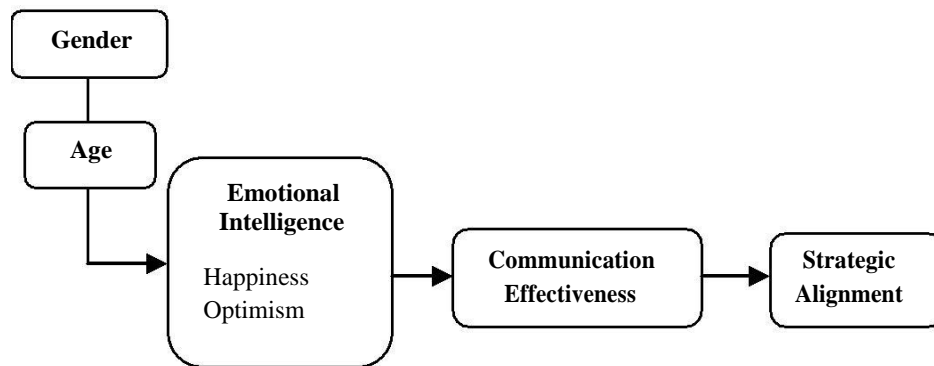 Gender
Age
Emotional
Intelligence
Happiness
Optimism
Communication
Effectiveness
Strategic
Alignment